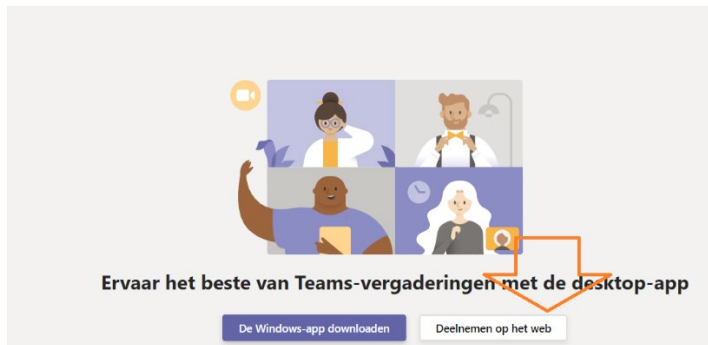 Ervaar het beste van Teams-vergaderingen met de desktop-app
De Windows-app downloaden
Deelnemen op het web